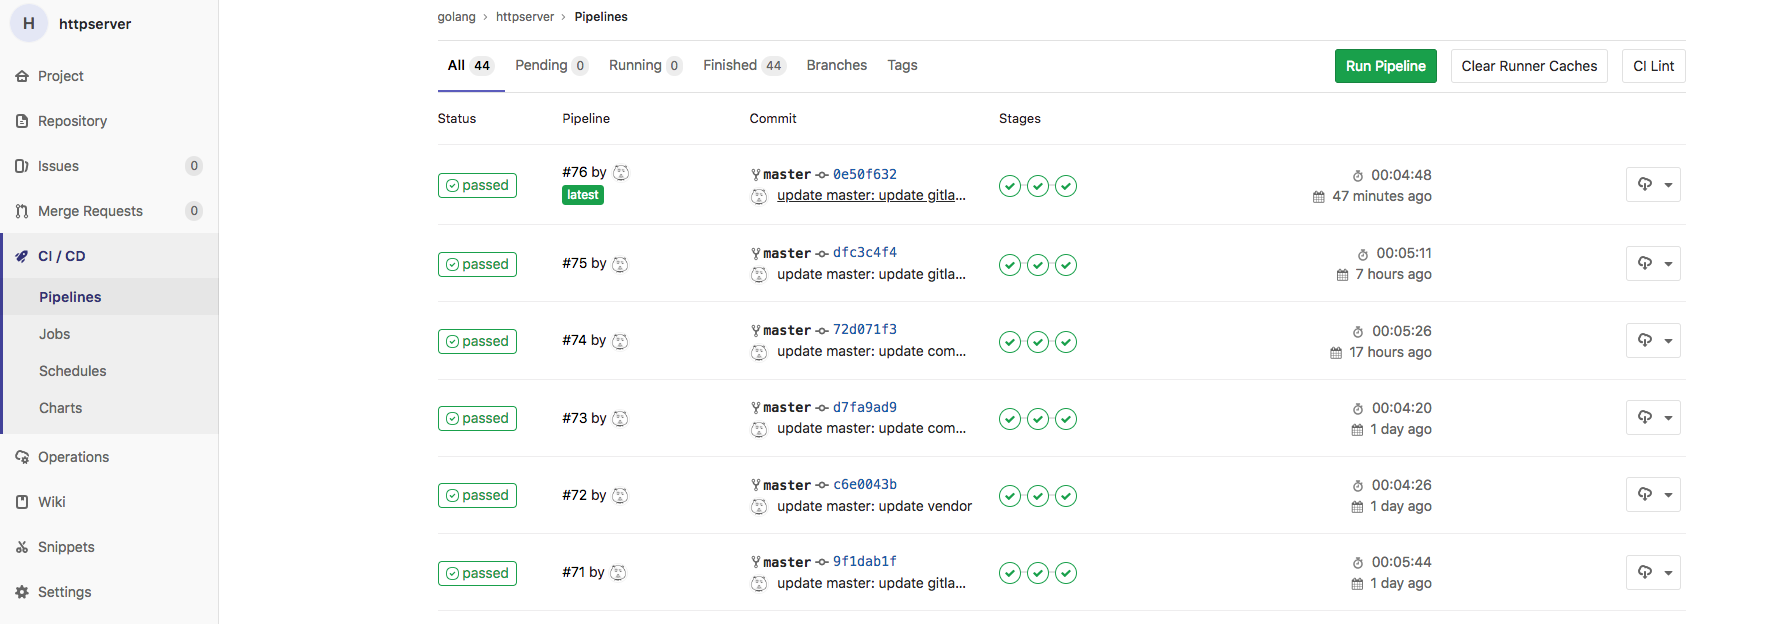 H httpserver
Project
Repository
Issues 0
Merge Requests 0
CI / CD
Pipelines
Jobs
Schedules
Charts
Operations
Wiki
Snippets
Settings
golang › httpserver › Pipelines
All 44 Pending 0 Running 0 Finished 44 Branches Tags Run Pipeline Clear Runner Caches CI Lint
Status Pipeline Commit Stages
passed #76 by latest master 0e50f632 00:04:48
update master: update gitla... 47 minutes ago
passed #75 by master dfc3c4f4 00:05:11
update master: update gitla... 7 hours ago
passed #74 by master 72d071f3 00:05:26
update master: update com... 17 hours ago
passed #73 by master d7fa9ad9 00:04:20
update master: update com... 1 day ago
passed #72 by master c6e0043b 00:04:26
update master: update vendor 1 day ago
passed #71 by master 9f1dab1f 00:05:44
update master: update gitla... 1 day ago